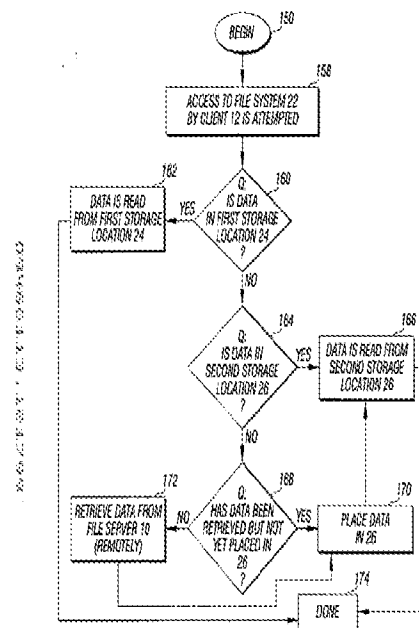 BEGIN
150
158
ACCESS TO FILE SYSTEM 22
BY CLIENT 12 IS ATTEMPTED
162
DATA IS READ
FROM FIRST STORAGE
LOCATION 24
YES
160
Q:
IS DATA
IN FIRST STORAGE
LOCATION 24
?
NO
164
Q:
IS DATA IN
SECOND STORAGE
LOCATION 26
?
YES
166
DATA IS READ FROM
SECOND STORAGE
LOCATION 26
NO
172
RETRIEVE DATA FROM
FILE SERVER 10
(REMOTELY)
NO
168
Q:
HAS DATA BEEN
RETRIEVED BUT NOT
YET PLACED IN
26
?
YES
170
PLACE DATA
IN 26
174
DONE